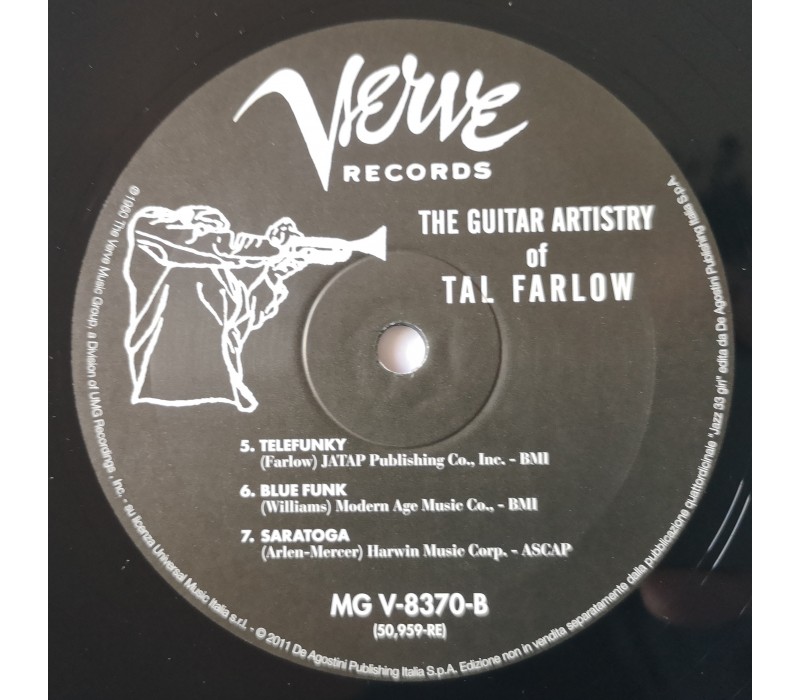 Verve
RECORDS
THE GUITAR ARTISTRY
of
TAL FARLOW
5. TELEFUNKY
(Farlow) JATAP Publishing Co., Inc. - BMI
6. BLUE FUNK
(Williams) Modern Age Music Co., - BMI
7. SARATOGA
(Arlen-Mercer) Harwin Music Corp. - ASCAP
MG V-8370-B
(50,959-RE)
℗1960 The Verve Music Group, a Division of UMG Recordings, Inc. - su licenza Universal Music Italia s.r.l. - © 2011 De Agostini Publishing Italia S.p.A. Edizione non in vendita separatamente dalla pubblicazione quattordicinale "Jazz 33 giri" edita da De Agostini Publishing Italia S.p.A.